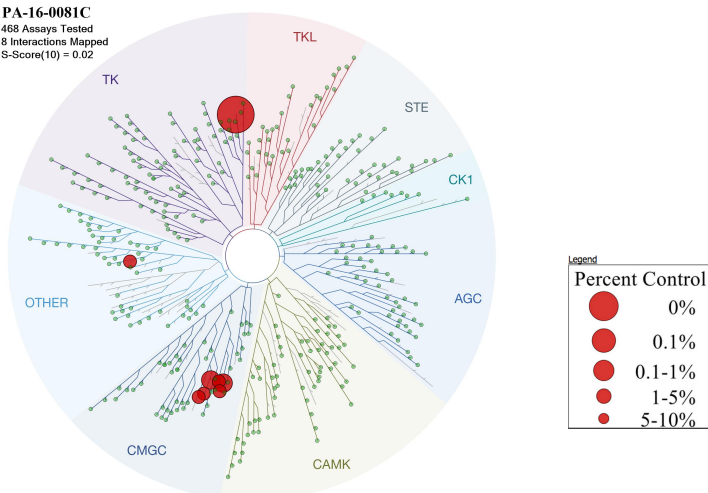 PA-16-0081C
468 Assays Tested
8 Interactions Mapped
S-Score(10) = 0.02
TKL
TK
STE
CK1
AGC
OTHER
CMGC
CAMK
Legend
Percent Control
0%
0.1%
0.1-1%
1-5%
5-10%